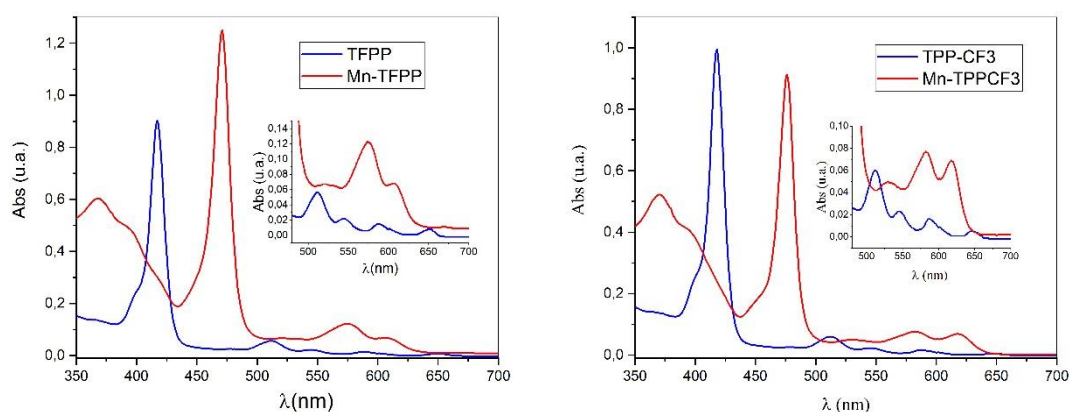 1,2
1,0
0,8
0,6
0,4
0,2
0,0
Abs (u.a.)
350 400 450 500 550 600 650 700
λ(nm)
TFPP
Mn-TFPP
0,14
0,12
0,10
0,08
0,06
0,04
0,02
0,00
Abs (u.a.)
500 550 600 650 700
λ(nm)
1,0
0,8
0,6
0,4
0,2
0,0
Abs (u.a.)
350 400 450 500 550 600 650 700
λ (nm)
TPP-CF3
Mn-TPPCF3
0,10
0,08
0,06
0,04
0,02
0,00
Abs (u.a.)
500 550 600 650 700
λ (nm)